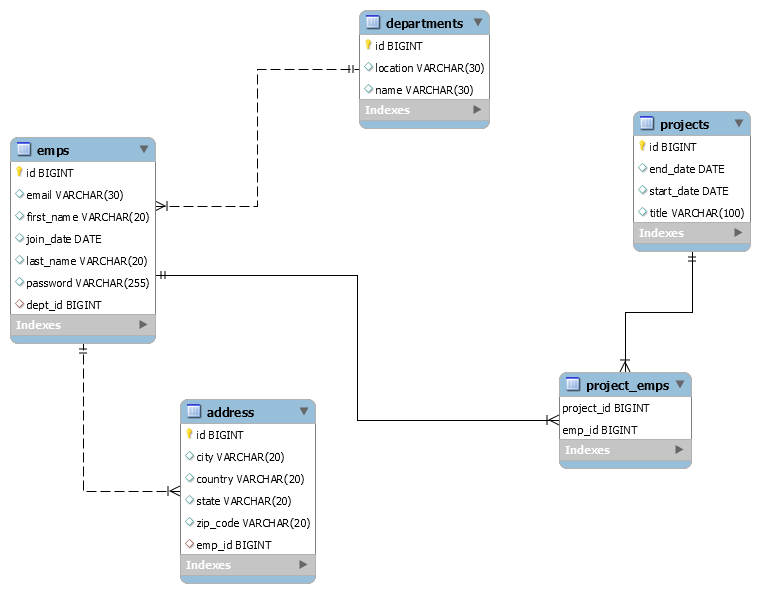 departments
id BIGINT
location VARCHAR(30)
name VARCHAR(30)
Indexes
projects
id BIGINT
end_date DATE
start_date DATE
title VARCHAR(100)
Indexes
emps
id BIGINT
email VARCHAR(30)
first_name VARCHAR(20)
join_date DATE
last_name VARCHAR(20)
password VARCHAR(255)
dept_id BIGINT
Indexes
project_emps
project_id BIGINT
emp_id BIGINT
Indexes
address
id BIGINT
city VARCHAR(20)
country VARCHAR(20)
state VARCHAR(20)
zip_code VARCHAR(20)
emp_id BIGINT
Indexes